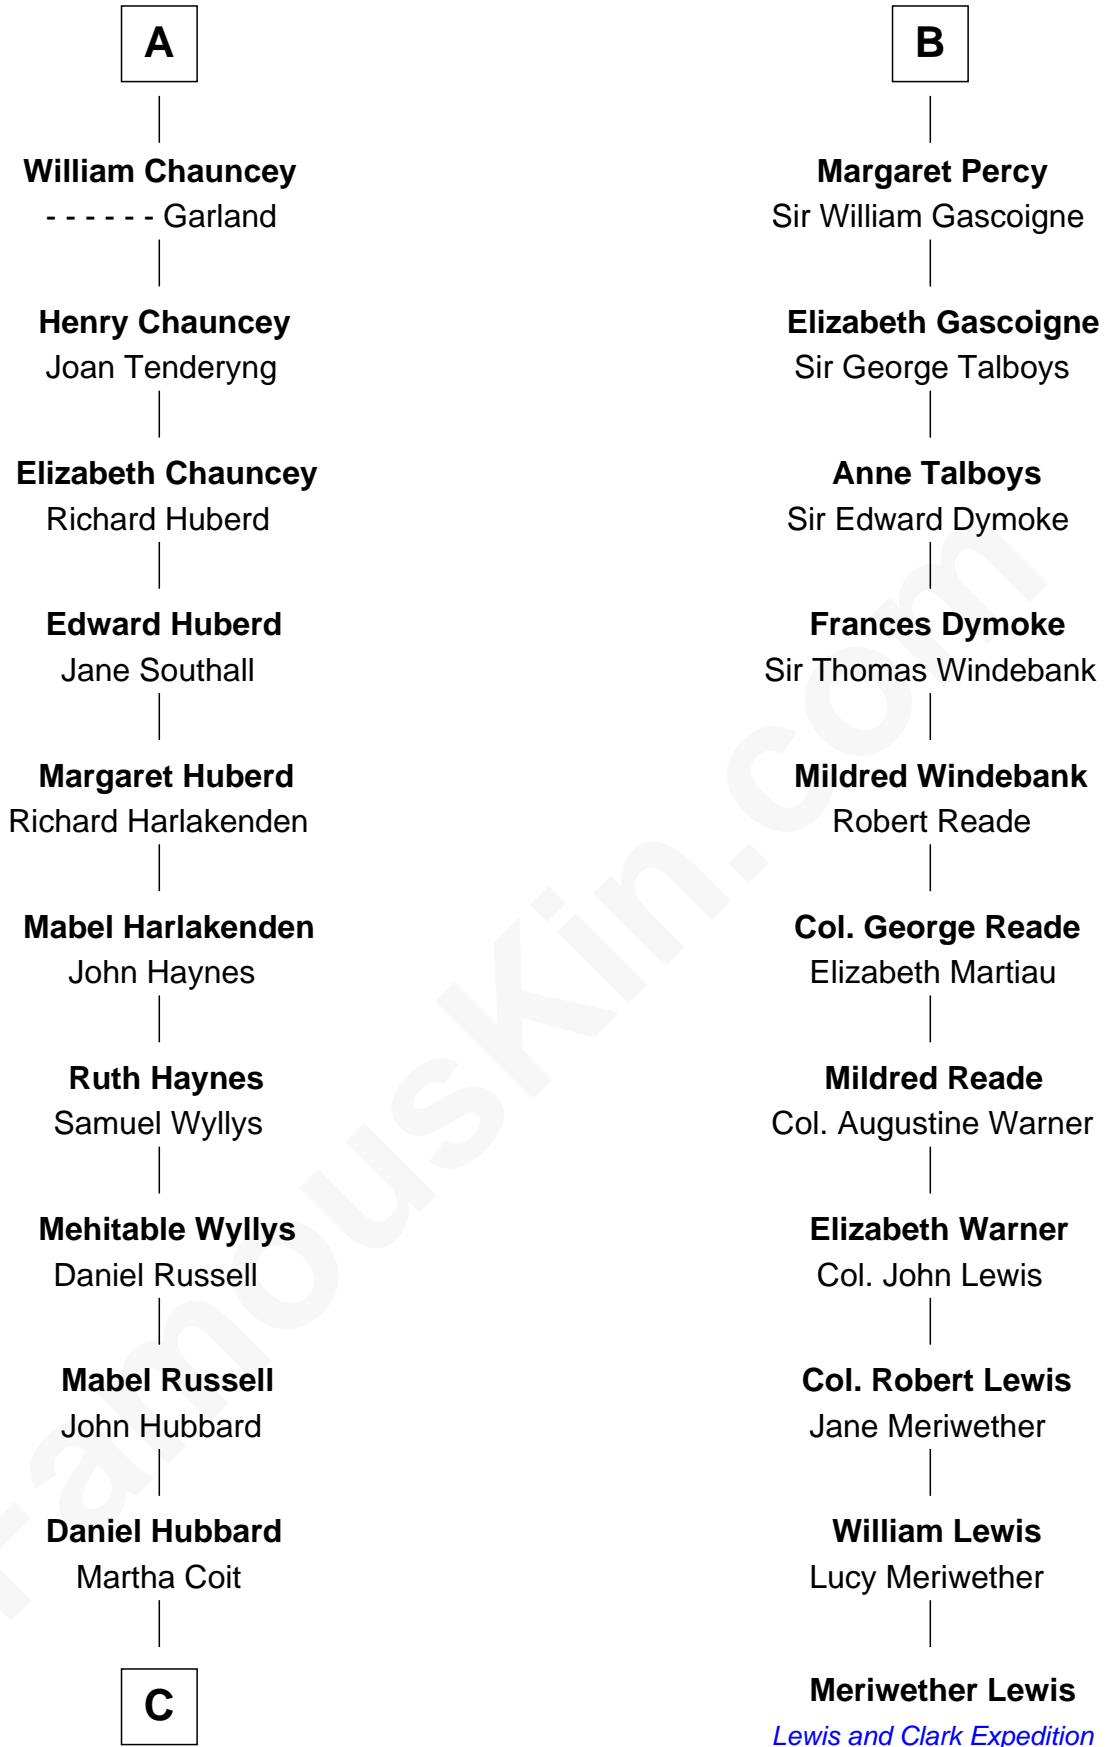 A
William Chauncey
- - - - - - Garland
Henry Chauncey
Joan Tenderyng
Elizabeth Chauncey
Richard Huberd
Edward Huberd
Jane Southall
Margaret Huberd
Richard Harlakenden
Mabel Harlakenden
John Haynes
Ruth Haynes
Samuel Wyllys
Mehitable Wyllys
Daniel Russell
Mabel Russell
John Hubbard
Daniel Hubbard
Martha Coit
C
B
Margaret Percy
Sir William Gascoigne
Elizabeth Gascoigne
Sir George Talboys
Anne Talboys
Sir Edward Dymoke
Frances Dymoke
Sir Thomas Windebank
Mildred Windebank
Robert Reade
Col. George Reade
Elizabeth Martiau
Mildred Reade
Col. Augustine Warner
Elizabeth Warner
Col. John Lewis
Col. Robert Lewis
Jane Meriwether
William Lewis
Lucy Meriwether
Meriwether Lewis
Lewis and Clark Expedition
FamousKin.com